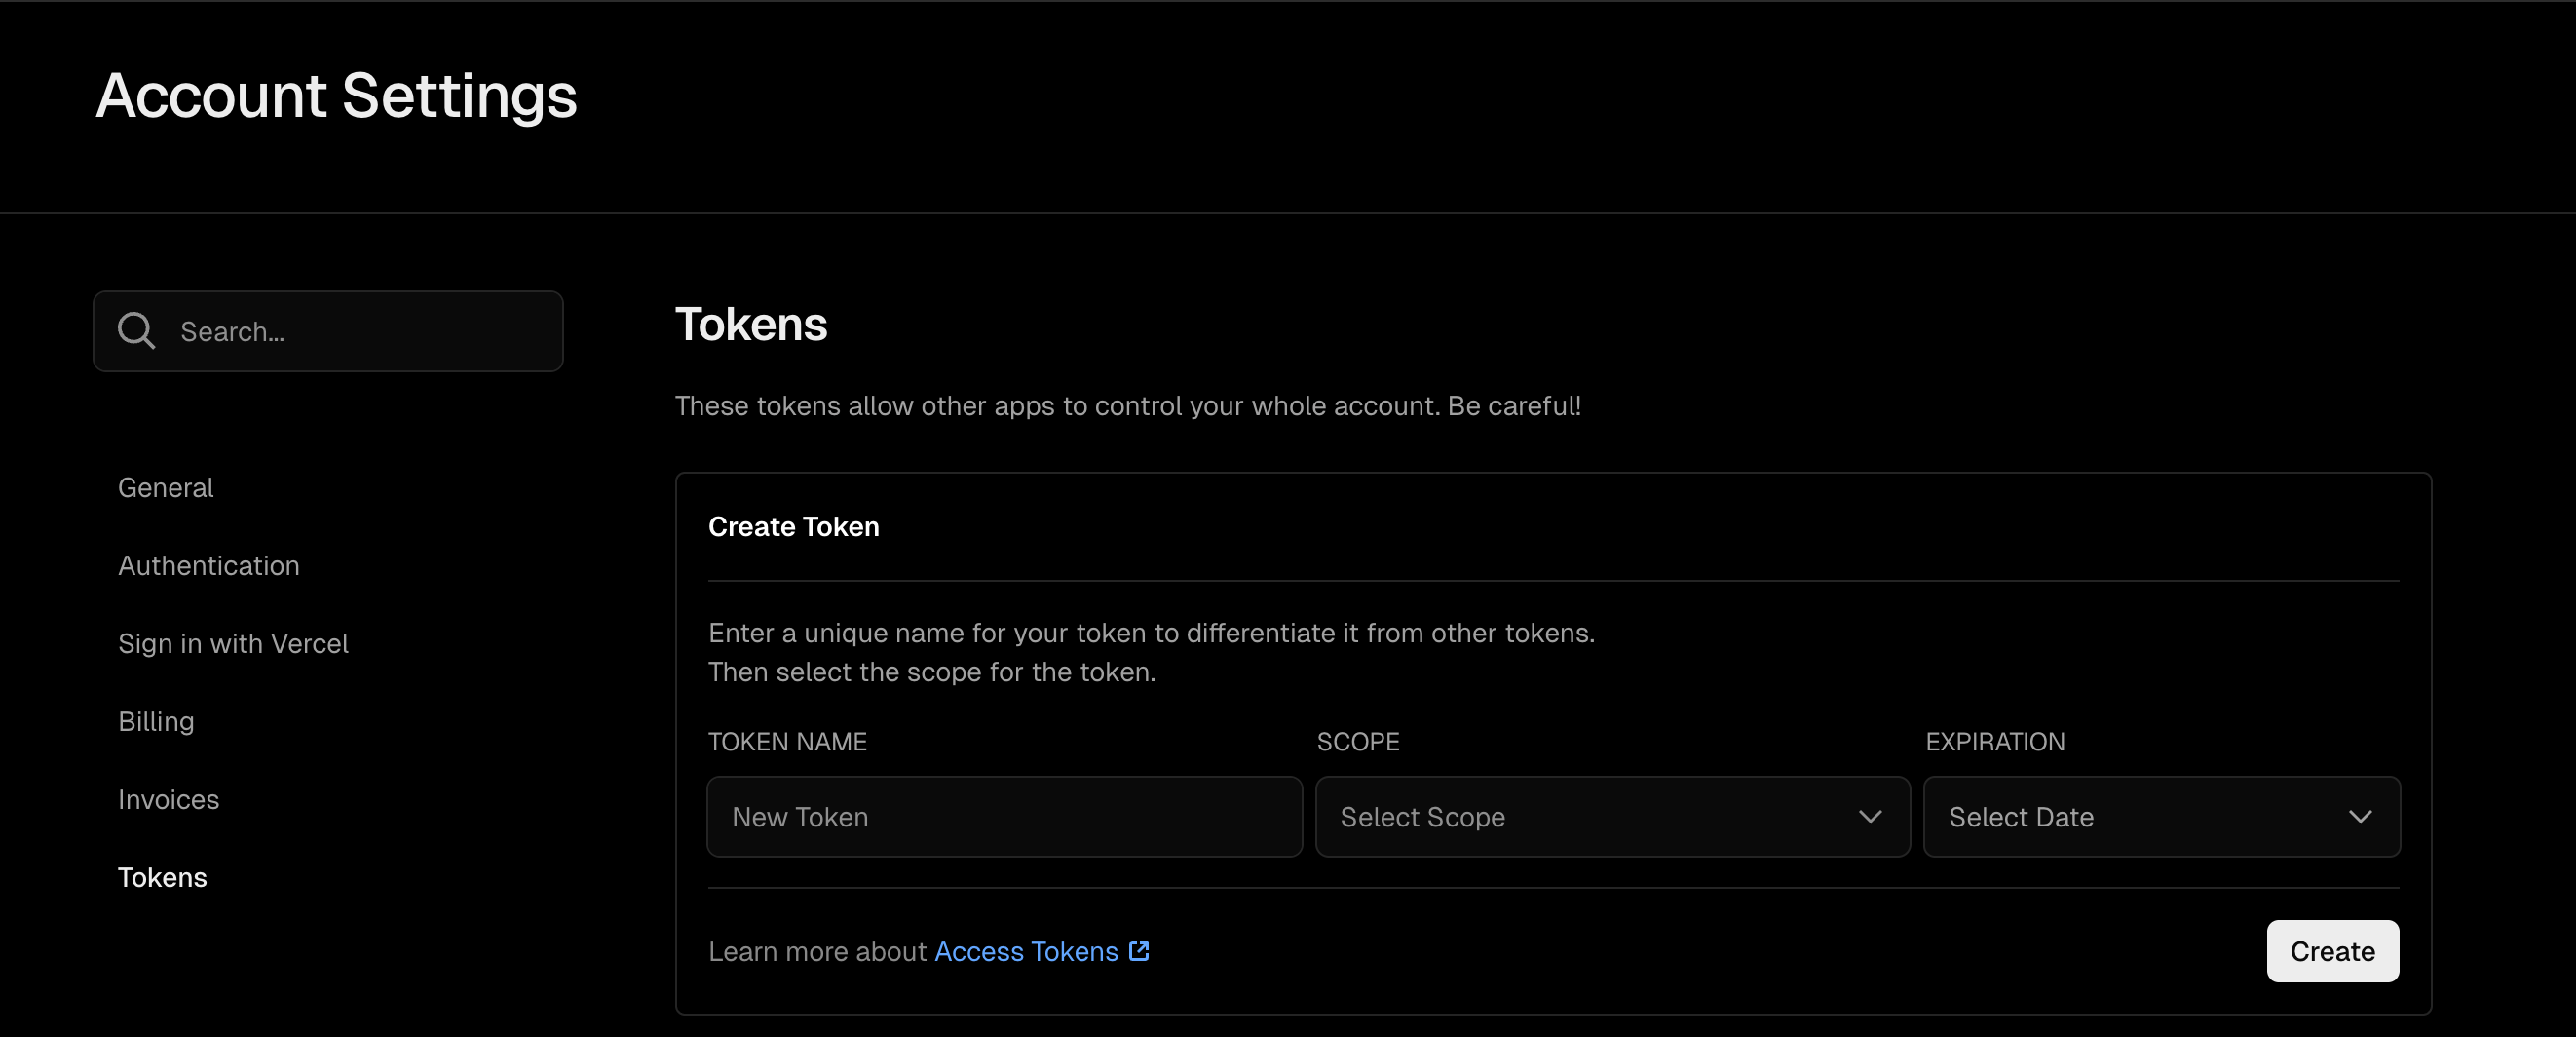 Account Settings
Search...
General
Authentication
Sign in with Vercel
Billing
Invoices
Tokens
Tokens
These tokens allow other apps to control your whole account. Be careful!
Create Token
Enter a unique name for your token to differentiate it from other tokens.
Then select the scope for the token.
TOKEN NAME
SCOPE
EXPIRATION
New Token
Select Scope
Select Date
Learn more about Access Tokens
Create